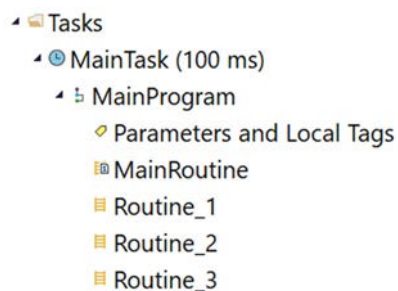 Tasks
MainTask (100 ms)
MainProgram
Parameters and Local Tags
MainRoutine
Routine_1
Routine_2
Routine_3